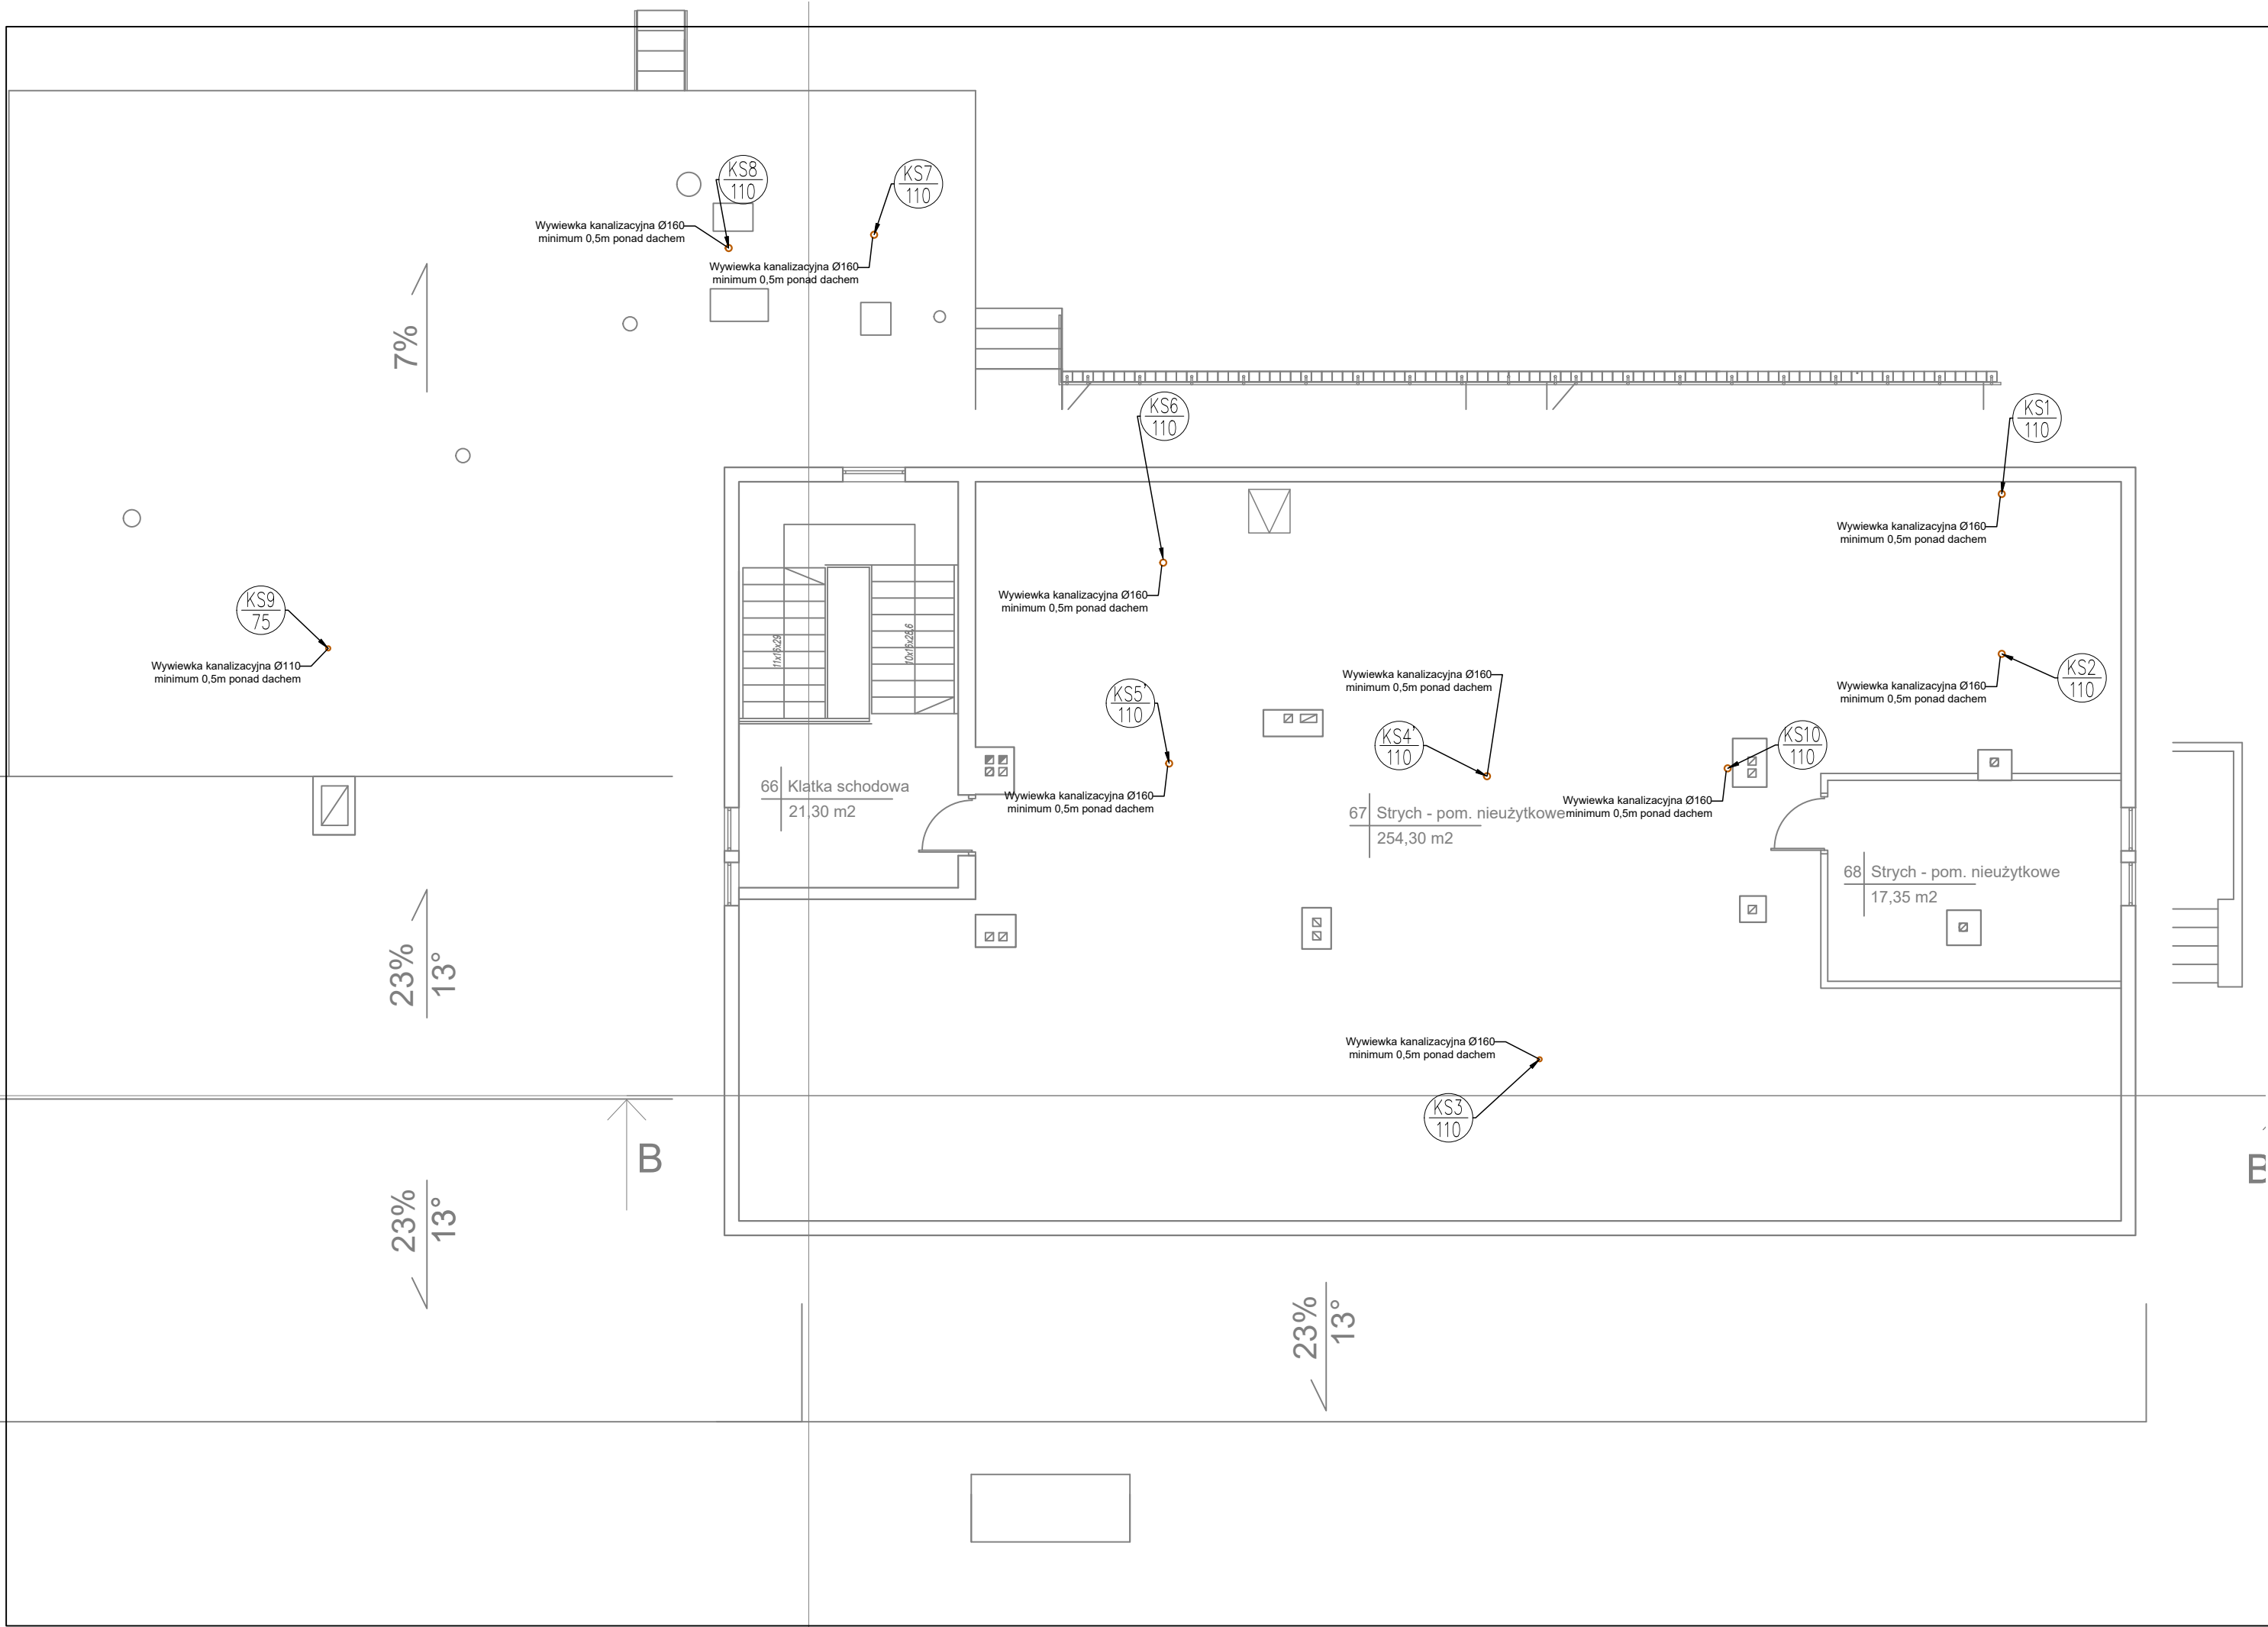 KS8
110
KS7
110
Wywiewka kanalizacyjna Ø160
minimum 0,5m ponad dachem
Wywiewka kanalizacyjna Ø160
minimum 0,5m ponad dachem
7%
KS6
110
KS1
110
Wywiewka kanalizacyjna Ø160
minimum 0,5m ponad dachem
Wywiewka kanalizacyjna Ø160
minimum 0,5m ponad dachem
KS9
75
Wywiewka kanalizacyjna Ø110
minimum 0,5m ponad dachem
11x16x29
10x16x28,6
Wywiewka kanalizacyjna Ø160
minimum 0,5m ponad dachem
KS2
110
Wywiewka kanalizacyjna Ø160
minimum 0,5m ponad dachem
KS5'
110
KS4'
110
KS10
110
66 Klatka schodowa
21,30 m2
Wywiewka kanalizacyjna Ø160
minimum 0,5m ponad dachem
67 Strych - pom. nieużytkowe
254,30 m2
Wywiewka kanalizacyjna Ø160
minimum 0,5m ponad dachem
68 Strych - pom. nieużytkowe
17,35 m2
23%
13°
Wywiewka kanalizacyjna Ø160
minimum 0,5m ponad dachem
KS3
110
B
B
23%
13°
23%
13°